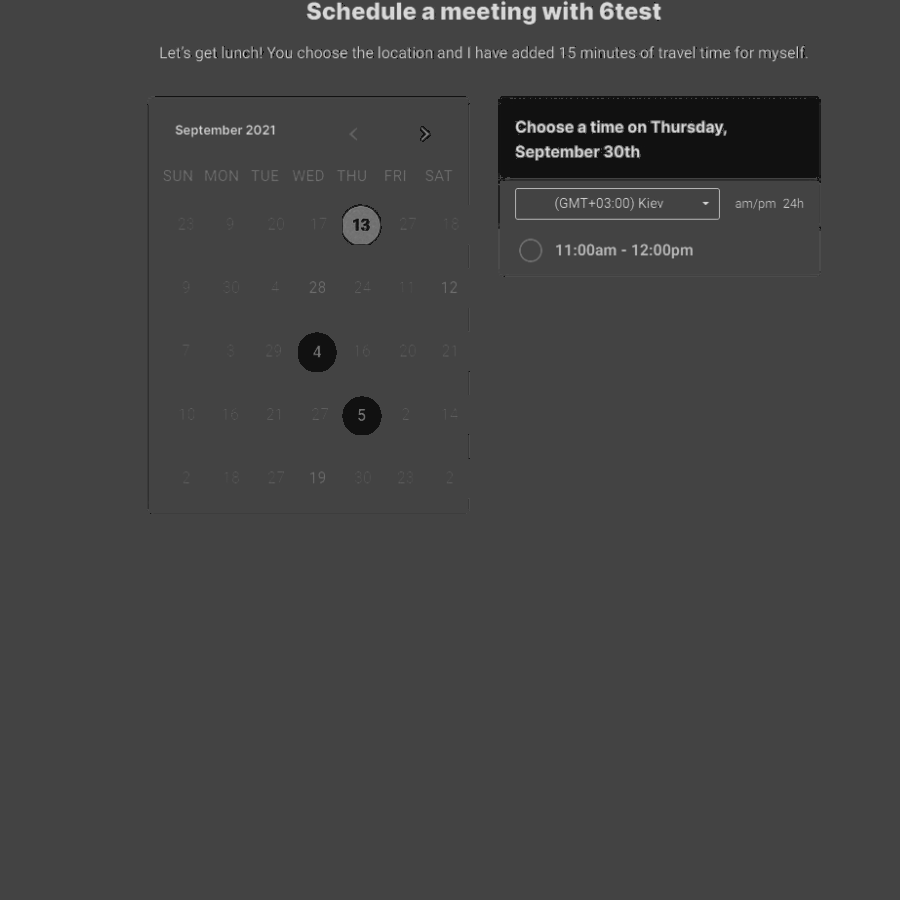 Schedule a meeting with 6test
Let's get lunch! You choose the location and I have added 15 minutes of travel time for myself.
September 2021
SUN MON TUE WED THU FRI SAT
23 9 20 17 13 27 18
9 30 4 28 24 11 12
7 3 29 4 16 20 21
10 16 21 27 5 2 14
2 18 27 19 30 23 2
Choose a time on Thursday,
September 30th
(GMT+03:00) Kiev am/pm 24h
11:00am - 12:00pm